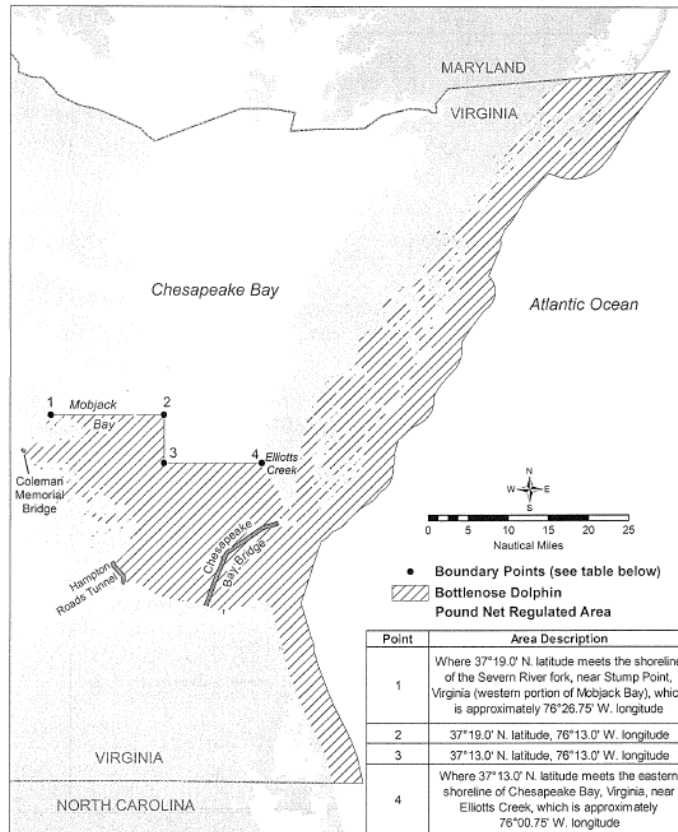 MARYLAND
VIRGINIA
Chesapeake Bay
Atlantic Ocean
1
Mobjack
2
Bay
3
4
Elliotts
Creek
Coleman
Memorial
Bridge
N
W
E
S
Chesapeake
Bay-Bridge
Hampton
Roads Tunnel
0
5
10
15
20
25
Nautical Miles
Boundary Points (see table below)
Bottlenose Dolphin
Pound Net Regulated Area
Point
Area Description
1
Where 37°19.0' N. latitude meets the shoreline
of the Severn River fork, near Stump Point,
Virginia (western portion of Mobjack Bay), which
is approximately 76°26.75' W. longitude
2
37°19.0' N. latitude, 76°13.0' W. longitude
3
37°13.0' N. latitude, 76°13.0' W. longitude
4
Where 37°13.0' N. latitude meets the eastern
shoreline of Chesapeake Bay, Virginia, near
Elliotts Creek, which is approximately
76°00.75' W. longitude
VIRGINIA
NORTH CAROLINA